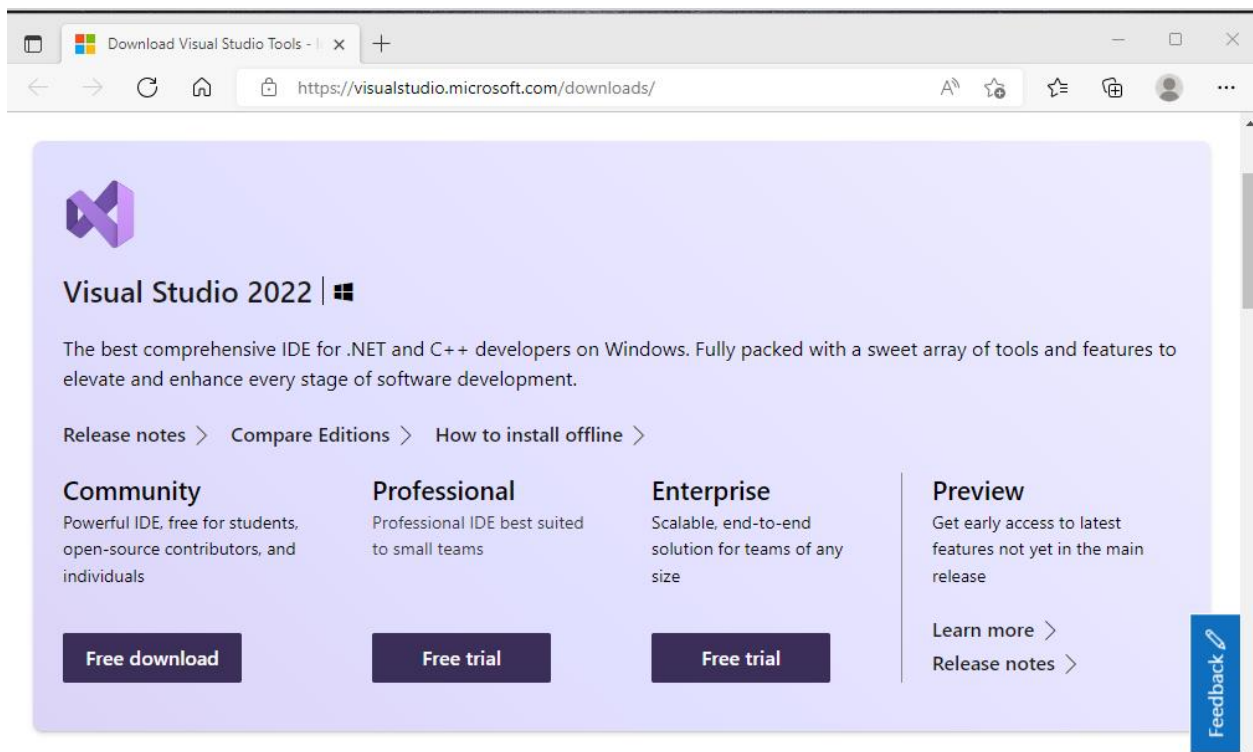 Download Visual Studio Tools - I
https://visualstudio.microsoft.com/downloads/
Visual Studio 2022
The best comprehensive IDE for .NET and C++ developers on Windows. Fully packed with a sweet array of tools and features to
elevate and enhance every stage of software development.
Release notes
Compare Editions
How to install offline
Community
Powerful IDE, free for students,
open-source contributors, and
individuals
Free download
Professional
Professional IDE best suited
to small teams
Free trial
Enterprise
Scalable, end-to-end
solution for teams of any
size
Free trial
Preview
Get early access to latest
features not yet in the main
release
Learn more
Release notes
Feedback